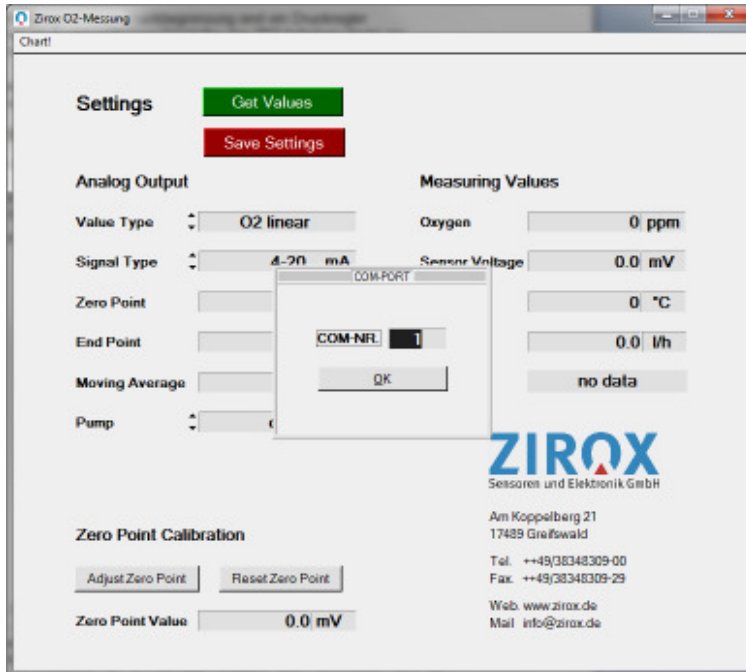 Zirox O2-Messung
Chart!
Settings
Get Values
Save Settings
Analog Output
Measuring Values
Value Type
O2 linear
Oxygen
0 ppm
Signal Type
4-20 mA
Sensor Voltage
0.0 mV
COM-PORT
Zero Point
0 °C
COM-NR. 1
End Point
0.0 l/h
OK
Moving Average
no data
Pump
ZIROX
Sensoren und Elektronik GmbH
Am Koppelberg 21
17489 Greifswald
Zero Point Calibration
Tel. ++49/38348309-00
Fax. ++49/38348309-29
Adjust Zero Point
Reset Zero Point
Web. www.zirox.de
Mail info@zirox.de
Zero Point Value
0.0 mV